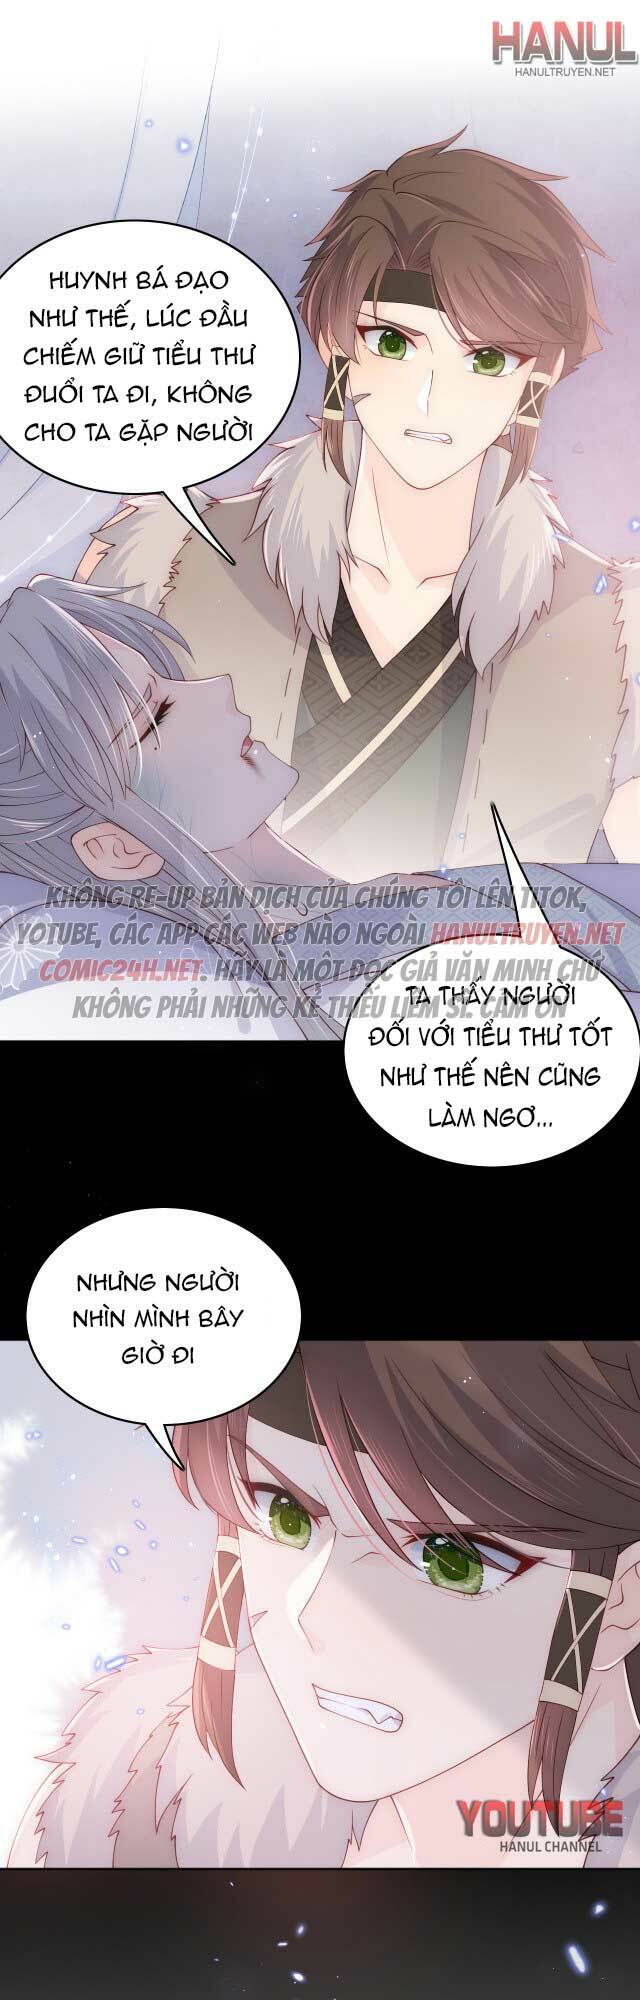 HANUL
HANULTRUYEN.NET
HUYNH BÁ ĐẠO
NHƯ THẾ, LÚC ĐẦU
CHIẾM GIỮ TIỂU THƯ
ĐUỔI TA ĐI, KHÔNG
CHO TA GẶP NGƯỜI
KHÔNG RE-UP BẢN DỊCH CỦA CHÚNG TÔI LÊN TITOK,
YOTUBE, CÁC APP CÁC WEB NÀO NGOÀI HANULTRUYEN.NET
COMIC24H.NET. HÃY LÀ MỘT ĐỌC GIẢ VĂN MINH CHỨ
KHÔNG PHẢI NHỮNG KẺ THIẾU LIÊM SỈ. CẢM ƠN
TA THẤY NGƯỜI
ĐỐI VỚI TIỂU THƯ TỐT
NHƯ THẾ NÊN CŨNG
LÀM NGƠ...
NHƯNG NGƯỜI
NHÌN MÌNH BÂY
GIỜ ĐI
YOUTUBE
HANUL CHANNEL